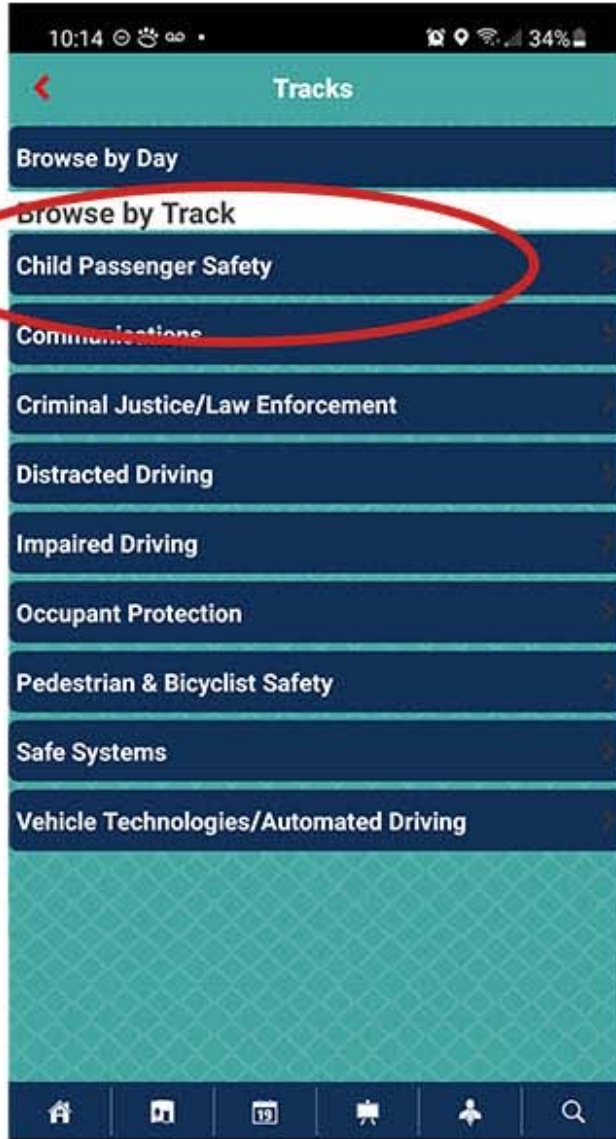 10:14 34%
Tracks
Browse by Day
Browse by Track
Child Passenger Safety
Communications
Criminal Justice/Law Enforcement
Distracted Driving
Impaired Driving
Occupant Protection
Pedestrian & Bicyclist Safety
Safe Systems
Vehicle Technologies/Automated Driving
19